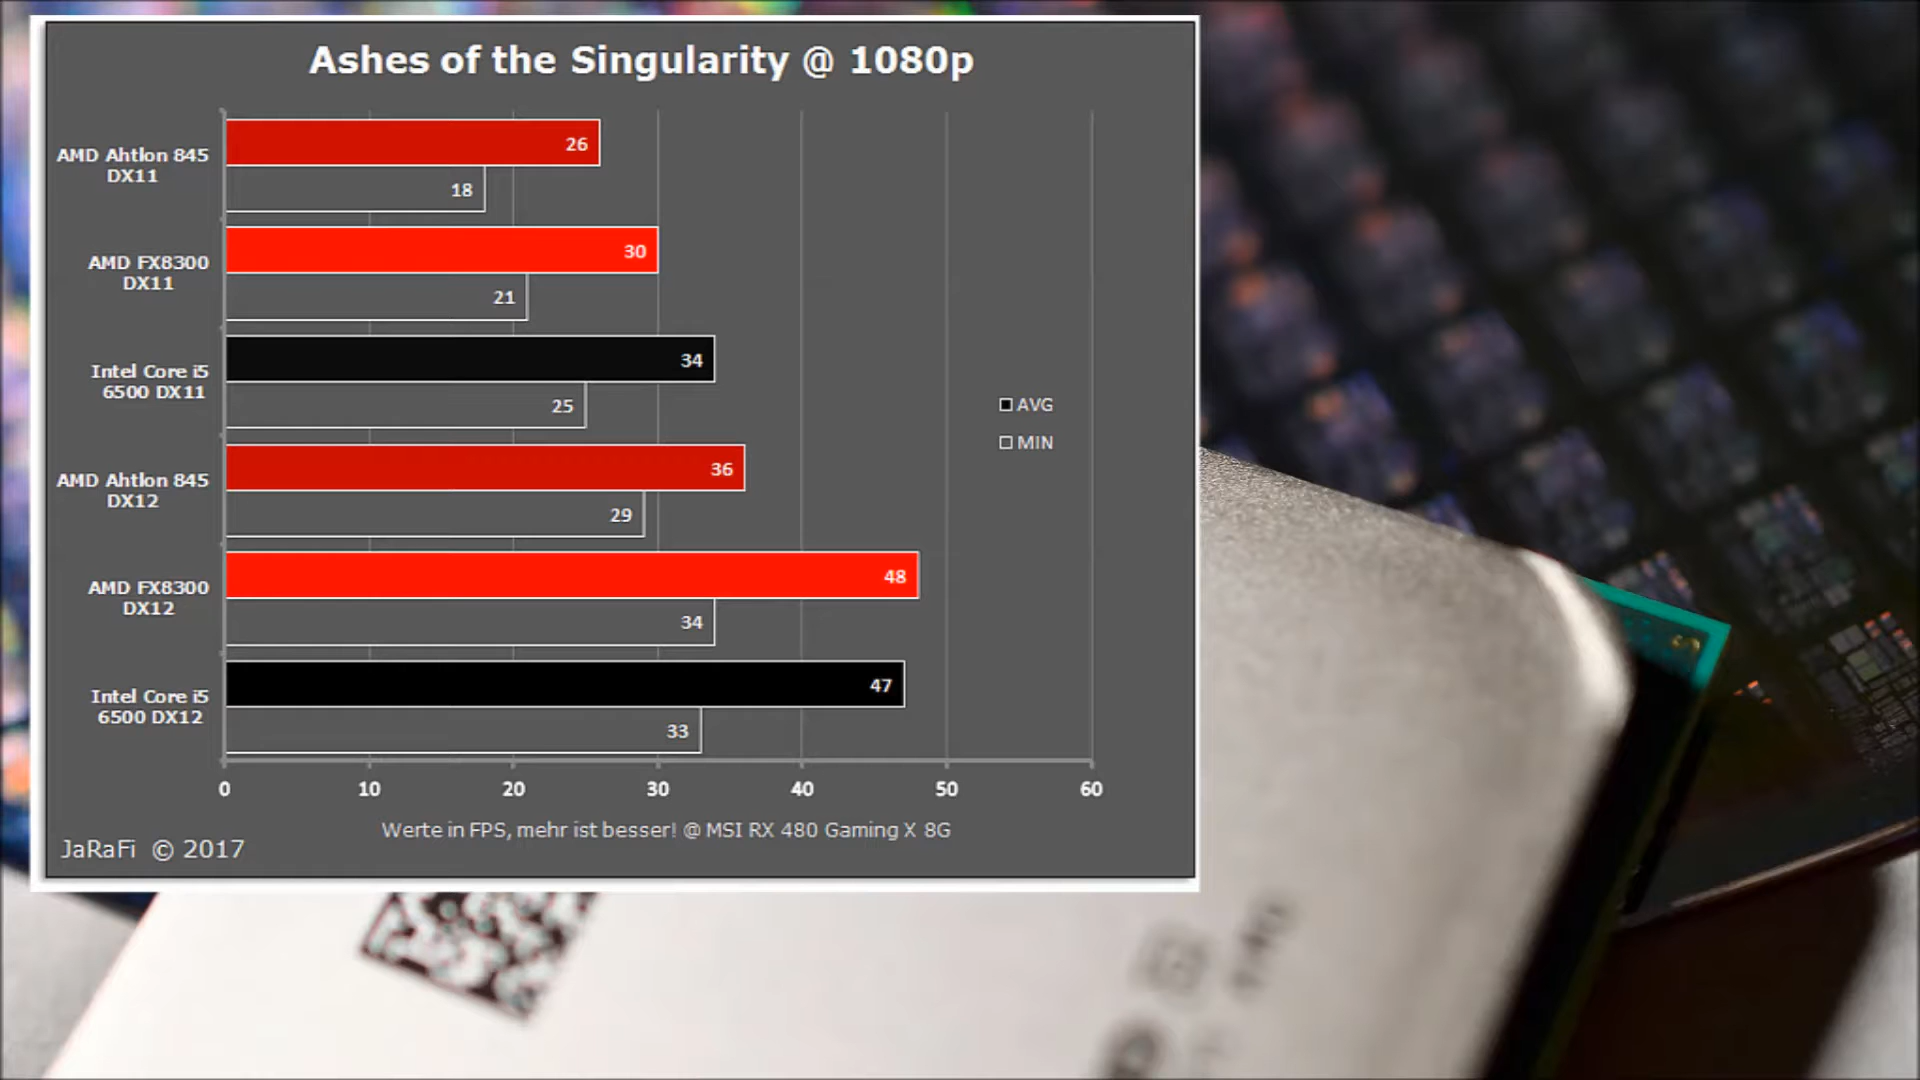 Ashes of the Singularity @ 1080p
AMD Ahtlon 845
DX11
26
18
AMD FX8300
DX11
30
21
Intel Core i5
6500 DX11
34
25
AMD Ahtlon 845
DX12
36
29
AMD FX8300
DX12
48
34
Intel Core i5
6500 DX12
47
33
AVG
MIN
0 10 20 30 40 50 60
Werte in FPS, mehr ist besser! @ MSI RX 480 Gaming X 8G
JaRaFi © 2017